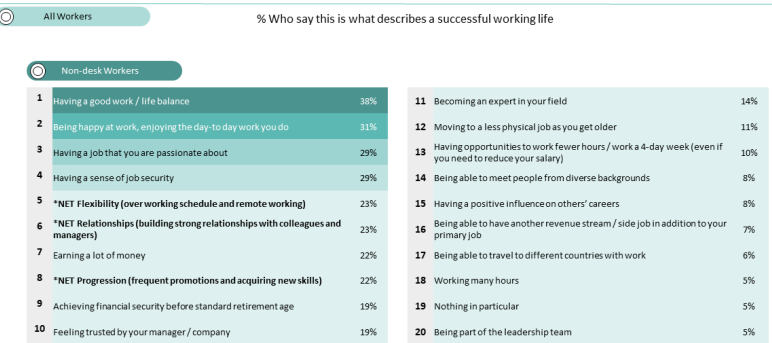 All Workers
% Who say this is what describes a successful working life
Non-desk Workers
1 Having a good work / life balance 38%
2 Being happy at work, enjoying the day-to day work you do 31%
3 Having a job that you are passionate about 29%
4 Having a sense of job security 29%
5 *NET Flexibility (over working schedule and remote working) 23%
6 *NET Relationships (building strong relationships with colleagues and
managers) 23%
7 Earning a lot of money 22%
8 *NET Progression (frequent promotions and acquiring new skills) 22%
9 Achieving financial security before standard retirement age 19%
10 Feeling trusted by your manager / company 19%
11 Becoming an expert in your field 14%
12 Moving to a less physical job as you get older 11%
13 Having opportunities to work fewer hours / work a 4-day week (even if
you need to reduce your salary) 10%
14 Being able to meet people from diverse backgrounds 8%
15 Having a positive influence on others' careers 8%
16 Being able to have another revenue stream / side job in addition to your
primary job 7%
17 Being able to travel to different countries with work 6%
18 Working many hours 5%
19 Nothing in particular 5%
20 Being part of the leadership team 5%